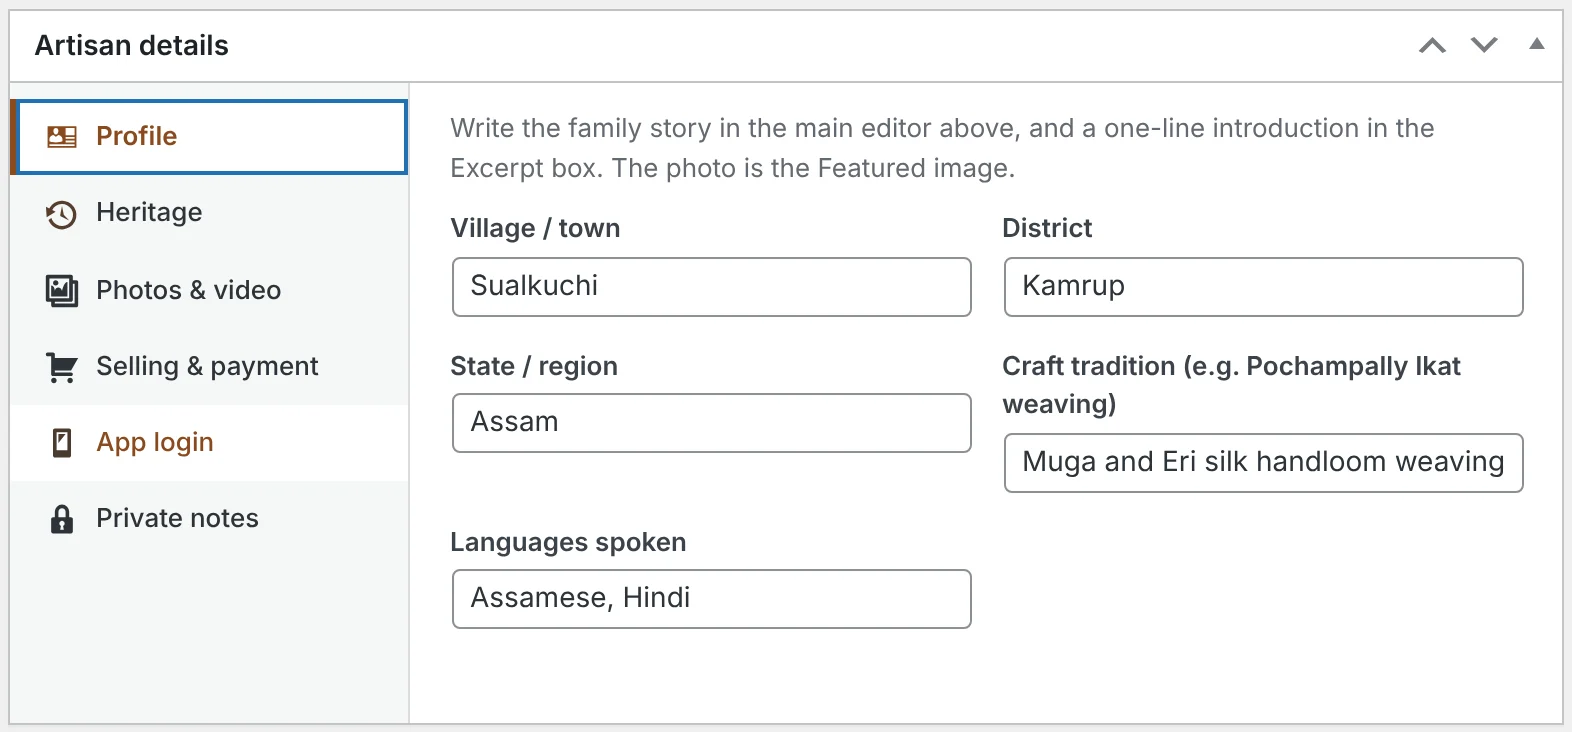 Artisan details
Profile
Heritage
Photos & video
Selling & payment
App login
Private notes
Write the family story in the main editor above, and a one-line introduction in the
Excerpt box. The photo is the Featured image.
Village / town
Sualkuchi
District
Kamrup
State / region
Assam
Craft tradition (e.g. Pochampally Ikat
weaving)
Muga and Eri silk handloom weaving
Languages spoken
Assamese, Hindi